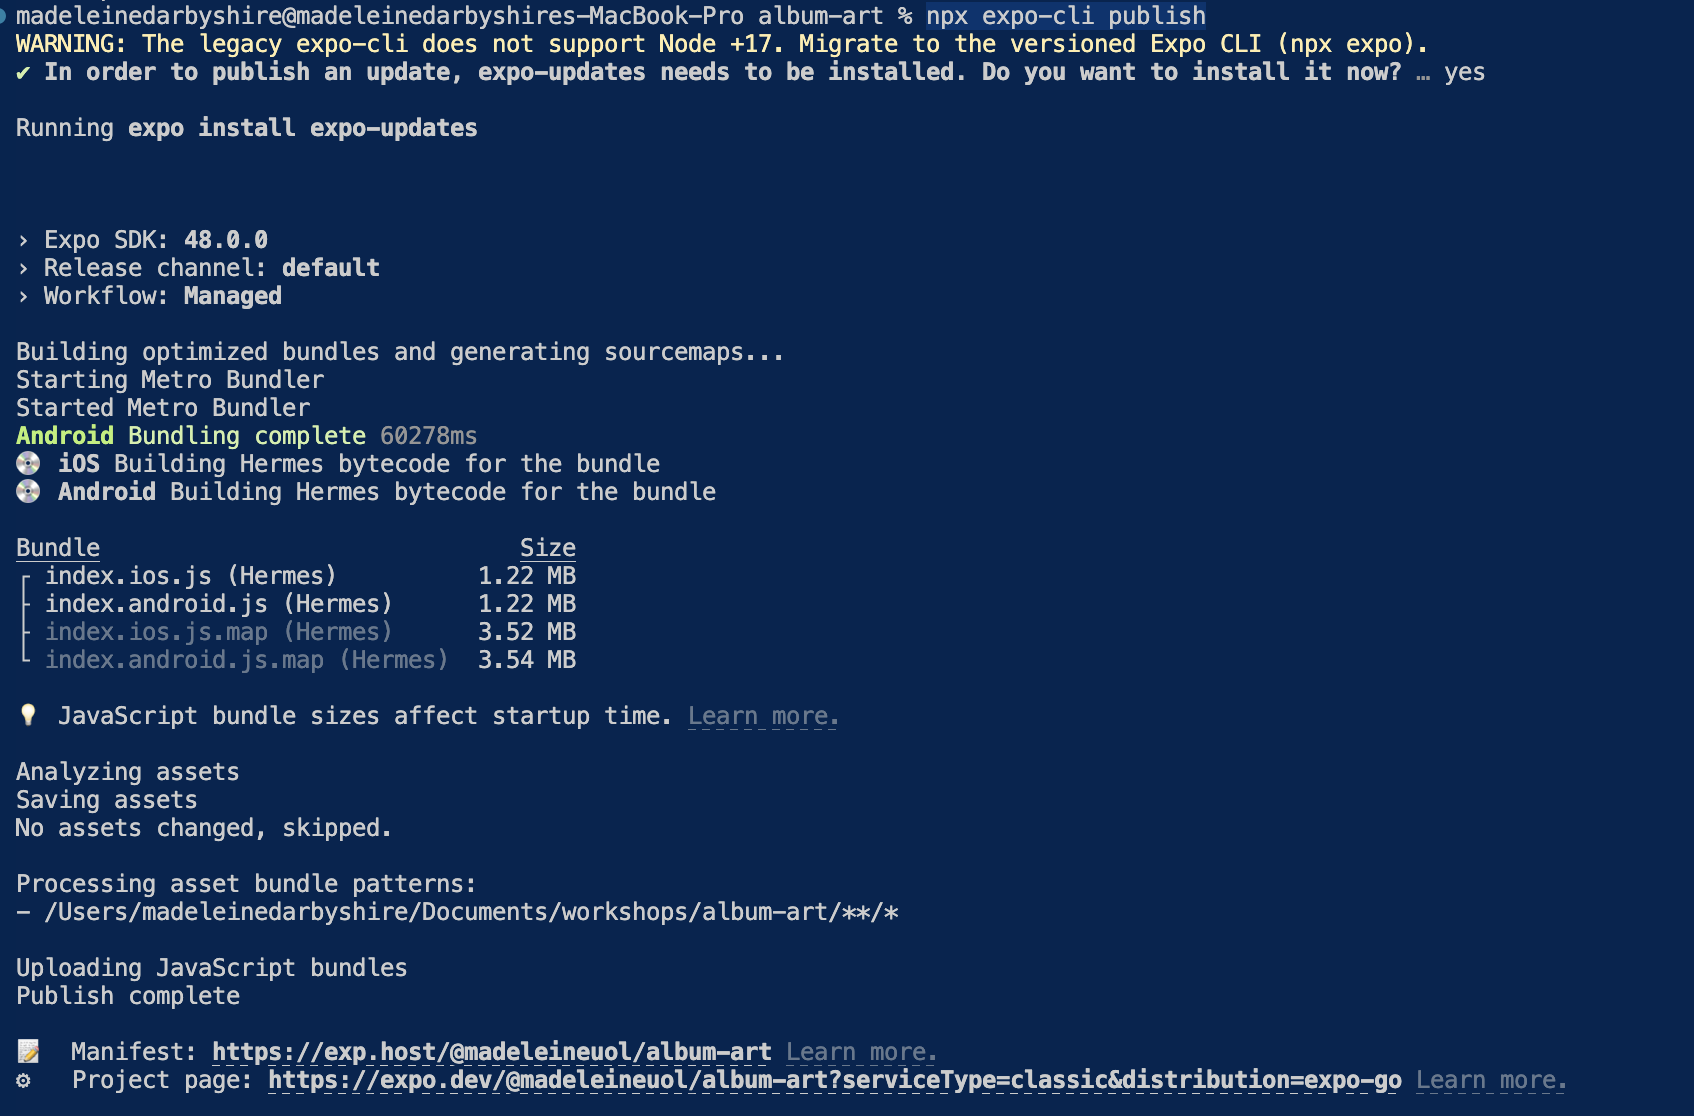 madeleinedarbyshire@madeleinedarbyshires-MacBook-Pro album-art % npx expo-cli publish
WARNING: The legacy expo-cli does not support Node +17. Migrate to the versioned Expo CLI (npx expo).
✔ In order to publish an update, expo-updates needs to be installed. Do you want to install it now? … yes
Running expo install expo-updates
› Expo SDK: 48.0.0
› Release channel: default
› Workflow: Managed
Building optimized bundles and generating sourcemaps...
Starting Metro Bundler
Started Metro Bundler
Android Bundling complete 60278ms
💿 iOS Building Hermes bytecode for the bundle
💿 Android Building Hermes bytecode for the bundle
Bundle Size
┌ index.ios.js (Hermes) 1.22 MB
├ index.android.js (Hermes) 1.22 MB
├ index.ios.js.map (Hermes) 3.52 MB
└ index.android.js.map (Hermes) 3.54 MB
💡 JavaScript bundle sizes affect startup time. Learn more.
Analyzing assets
Saving assets
No assets changed, skipped.
Processing asset bundle patterns:
- /Users/madeleinedarbyshire/Documents/workshops/album-art/**/*
Uploading JavaScript bundles
Publish complete
📝 Manifest: https://exp.host/@madeleineuol/album-art Learn more.
⚙ Project page: https://expo.dev/@madeleineuol/album-art?serviceType=classic&distribution=expo-go Learn more.